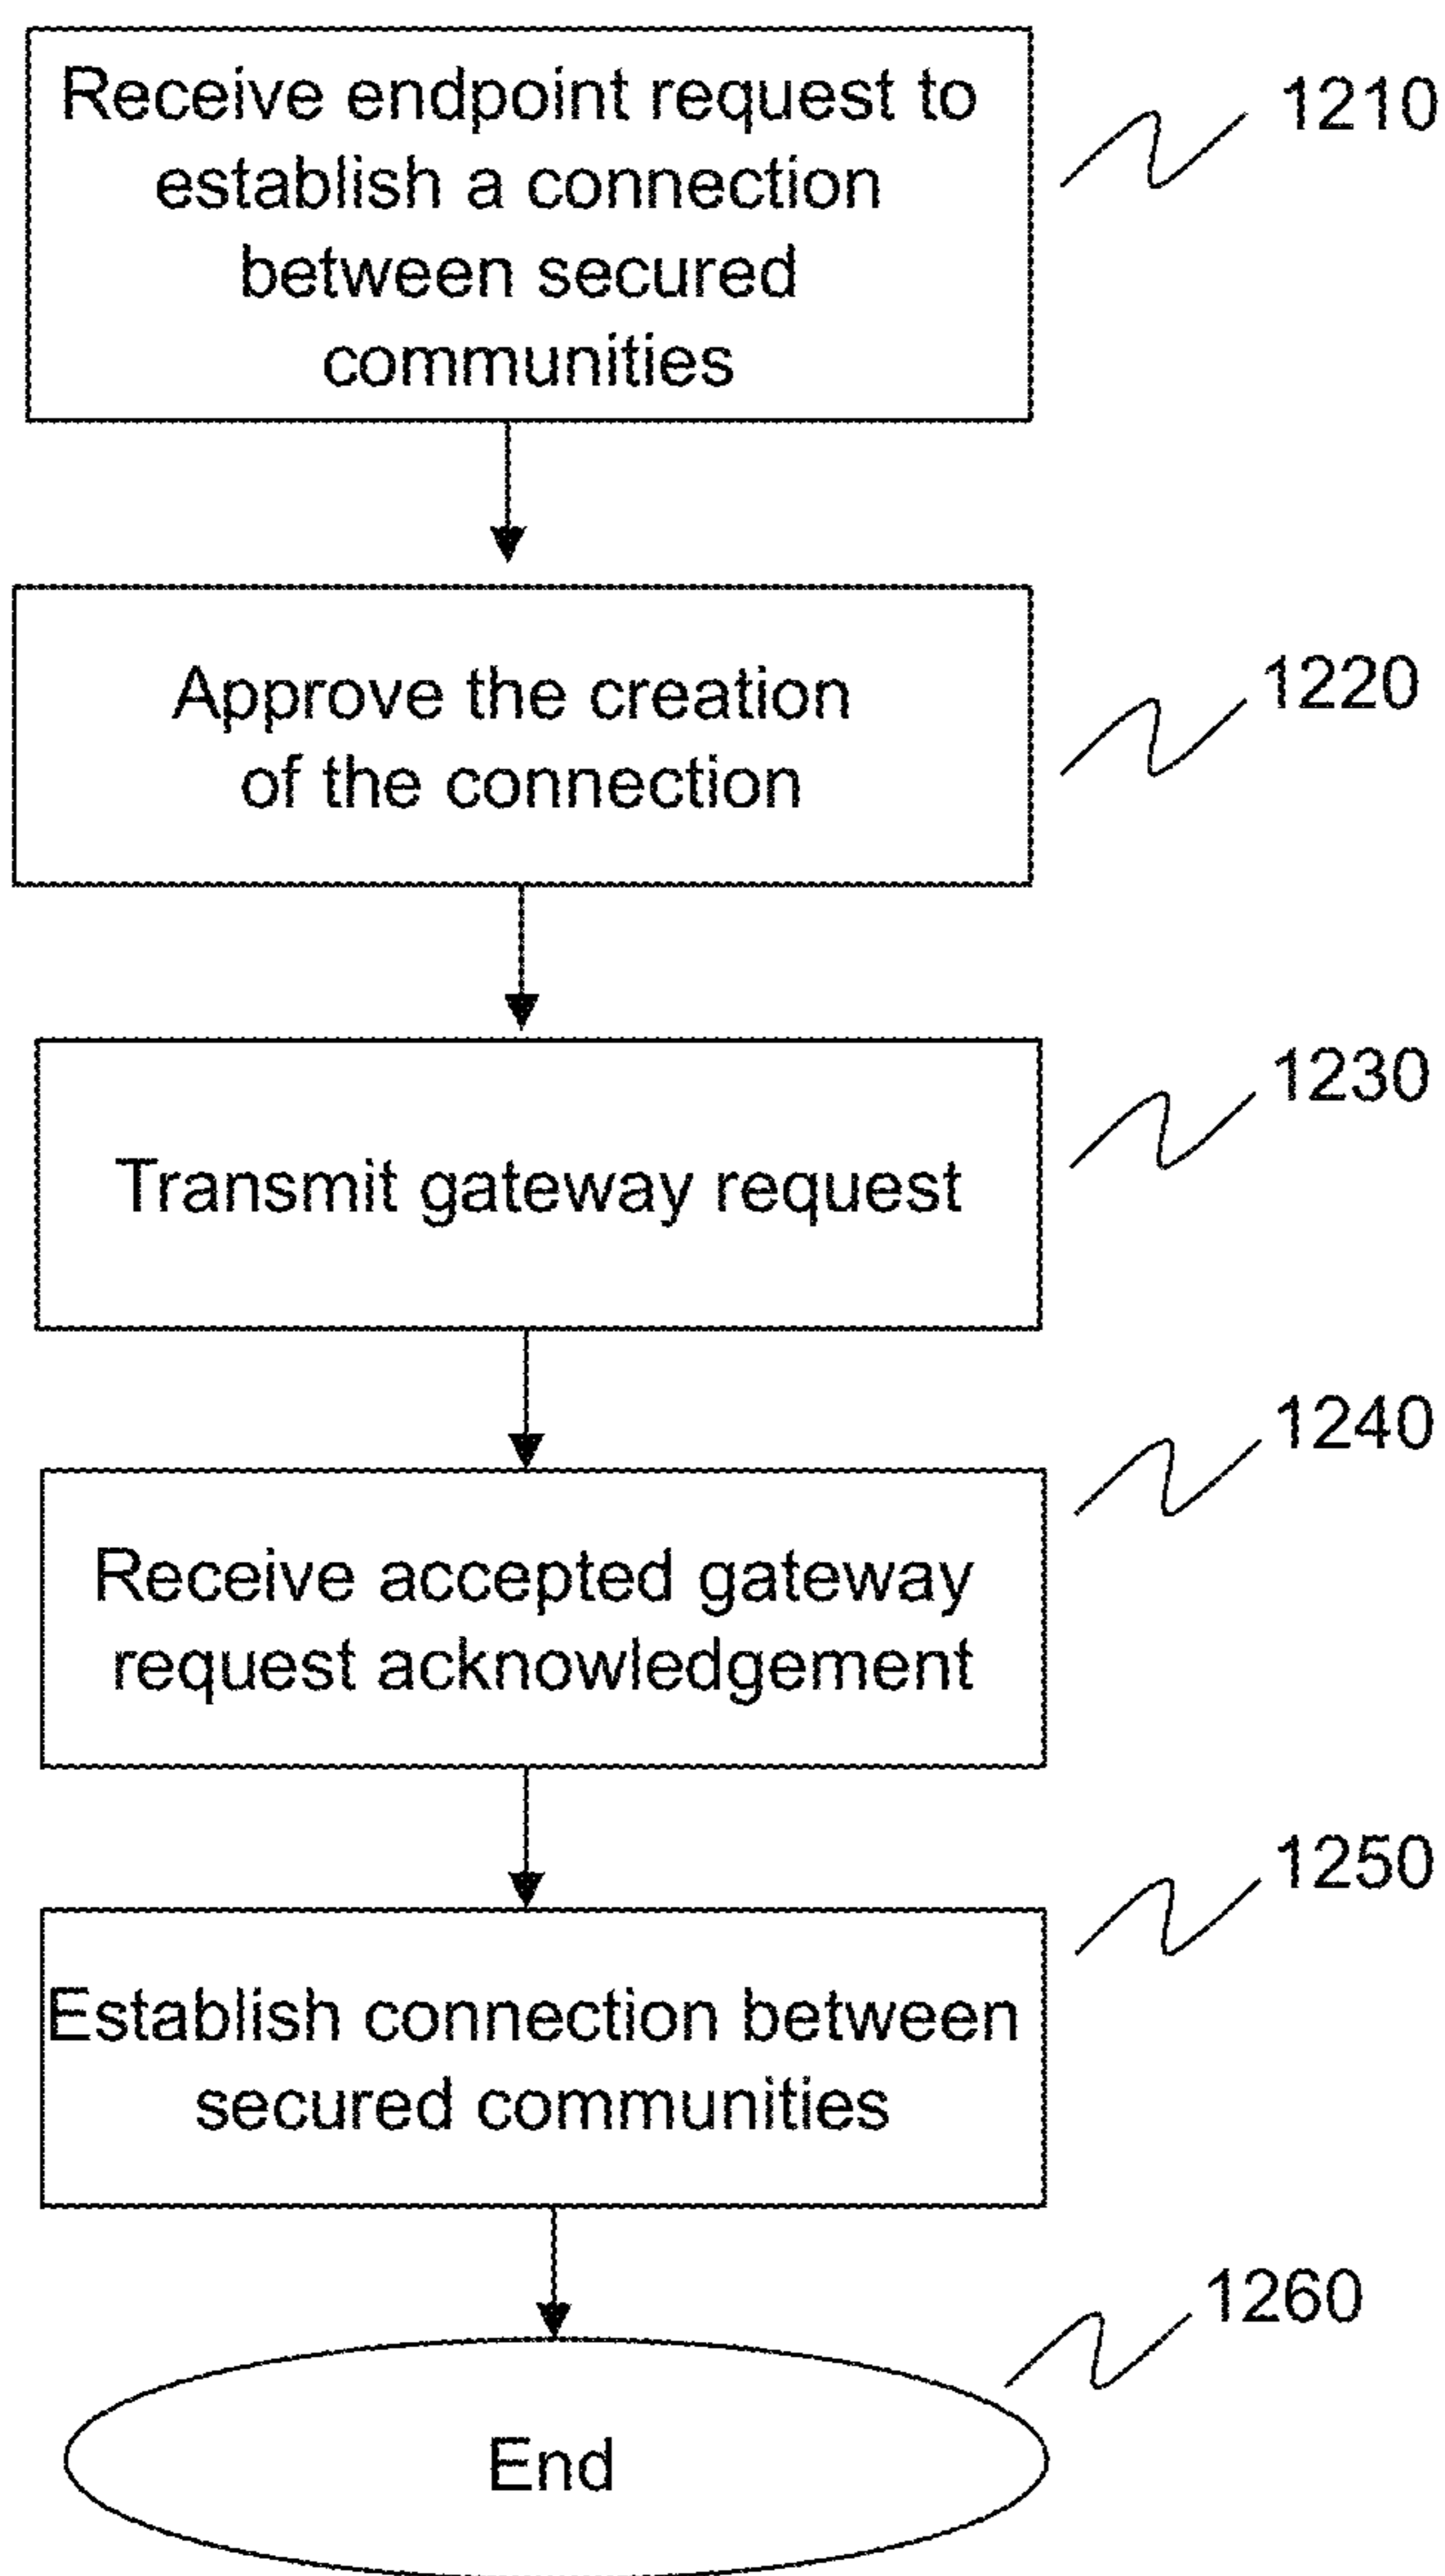 Receive endpoint request to
establish a connection
between secured
communities
1210
Approve the creation
of the connection
1220
Transmit gateway request
1230
Receive accepted gateway
request acknowledgement
1240
Establish connection between
secured communities
1250
End
1260